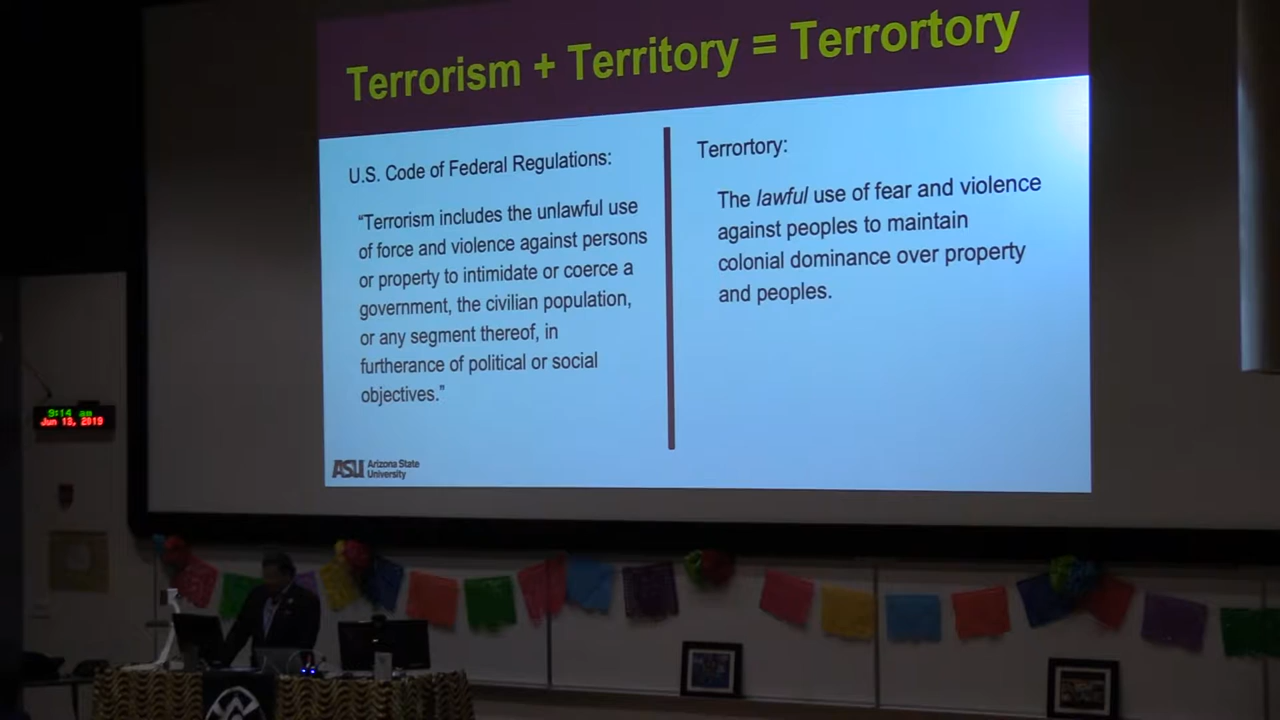 Terrorism + Territory = Terrortory
U.S. Code of Federal Regulations:
“Terrorism includes the unlawful use
of force and violence against persons
or property to intimidate or coerce a
government, the civilian population,
or any segment thereof, in
furtherance of political or social
objectives.”
Terrortory:
The lawful use of fear and violence
against peoples to maintain
colonial dominance over property
and peoples.
ASU Arizona State
University
9:14 am
Jun 13, 2019